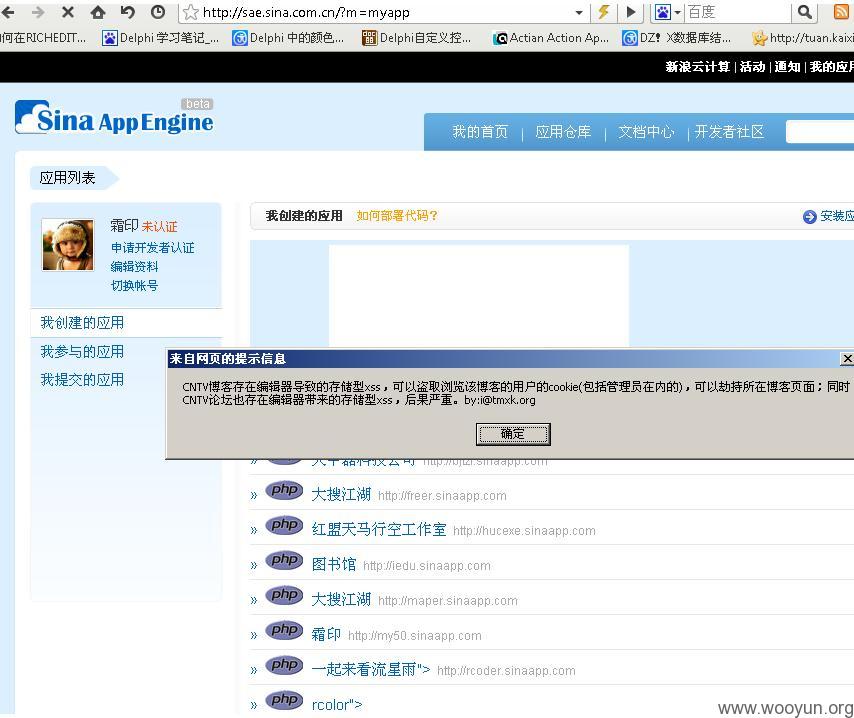 http://sae.sina.com.cn/?m=myapp
百度
何在RICHEDIT... Delphi 学习笔记_... Delphi 中的颜色... Delphi自定义控... Actian Action Ap... DZ! X数据库结... http://tuan.kaixi
新浪云计算 | 活动 | 通知 | 我的应用
beta
Sina AppEngine
我的首页 | 应用仓库 | 文档中心 | 开发者社区
应用列表
霜印 未认证
申请开发者认证
编辑资料
切换帐号
我创建的应用
我参与的应用
我提交的应用
我创建的应用 如何部署代码?
安装应
来自网页的提示信息
CNTV博客存在编辑器导致的存储型xss，可以盗取浏览该博客的用户的cookie(包括管理员在内的)，可以劫持所在博客页面；同时
CNTV论坛也存在编辑器带来的存储型xss，后果严重。by:i@tmxk.org
确定
» php 大搜江湖 http://freer.sinaapp.com
» php 红盟天马行空工作室 http://hucexe.sinaapp.com
» php 图书馆 http://iedu.sinaapp.com
» php 大搜江湖 http://maper.sinaapp.com
» php 霜印 http://my50.sinaapp.com
» php 一起来看流星雨"> http://rcoder.sinaapp.com
» php rcolor">
www.wooyun.org